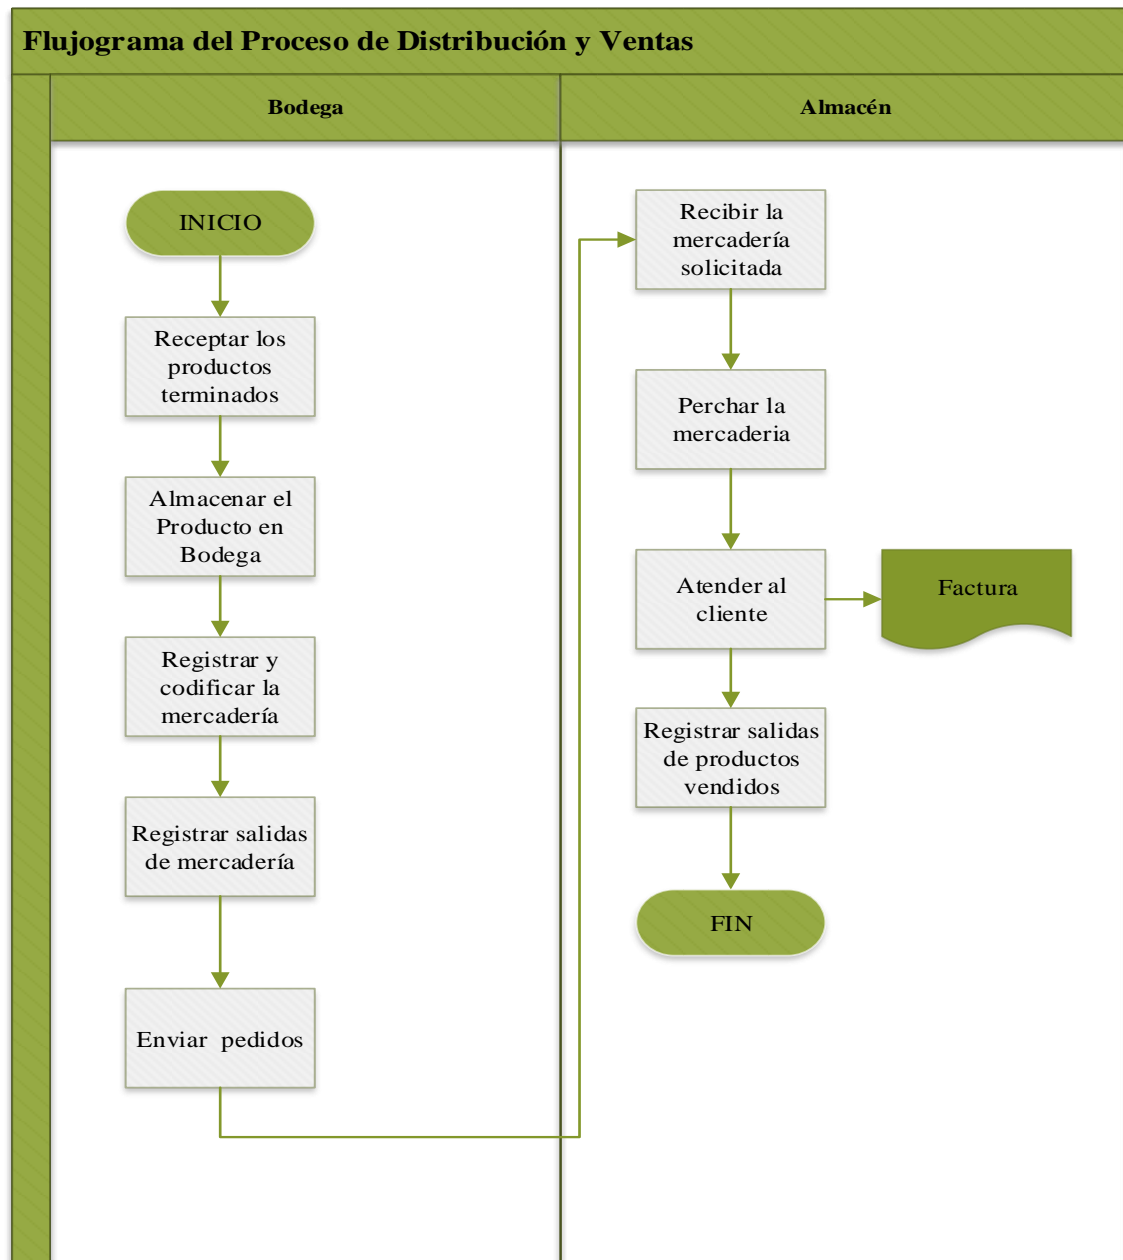 Flujograma del Proceso de Distribución y Ventas
Bodega
Almacén
INICIO
Receptar los
productos
terminados
Almacenar el
Producto en
Bodega
Registrar y
codificar la
mercadería
Registrar salidas
de mercadería
Enviar pedidos
Recibir la
mercadería
solicitada
Perchar la
mercaderia
Atender al
cliente
Factura
Registrar salidas
de productos
vendidos
FIN